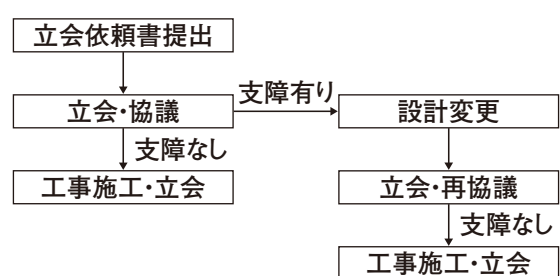 立会依頼書提出
立会・協議
支障有り
設計変更
支障なし
工事施工・立会
立会・再協議
支障なし
工事施工・立会